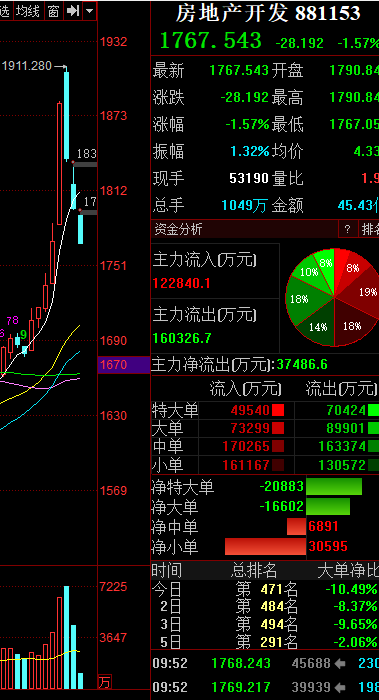 选 均线 窗
房地产开发 881153
1767.543 -28.192 -1.57%
1932
1911.280
1873
183
1812
17
1751
1690
1670
1630
1569
7225
3647
万
78
9
最新 1767.543 开盘 1790.84
涨跌 -28.192 最高 1790.84
涨幅 -1.57% 最低 1767.05
振幅 1.32% 均价 4.33
现手 53190 量比 1.9
总手 1049万 金额 45.43亿
资金分析 ? 排名
主力流入(万元)
122840.1
主力流出(万元)
160326.7
8%
19%
18%
14%
18%
10%
8%
主力净流出(万元):37486.6
流入(万元) 流出(万元)
特大单 49540 70424
大单 73299 89901
中单 170265 163374
小单 161167 130572
净特大单 -20883
净大单 -16602
净中单 6891
净小单 30595
时间 总排名 大单净比
今日 第 471名 -10.49%
2日 第 484名 -8.37%
3日 第 494名 -9.65%
5日 第 291名 -2.06%
09:52 1768.243 45688 230
09:52 1769.217 39939 198